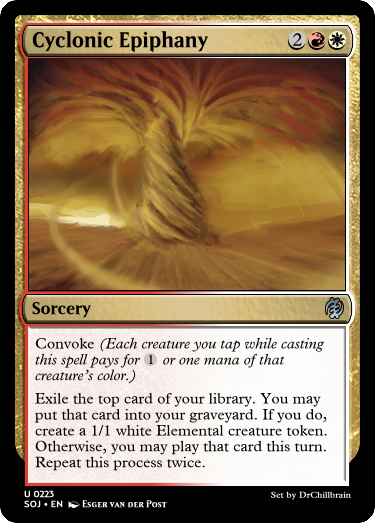 Cyclonic Epiphany 2
Sorcery
Convoke (Each creature you tap while casting
this spell pays for 1 or one mana of that
creature's color.)
Exile the top card of your library. You may
put that card into your graveyard. If you do,
create a 1/1 white Elemental creature token.
Otherwise, you may play that card this turn.
Repeat this process twice.
U 0223
SOJ • EN Esger van der Post
Set by DrChillbrain